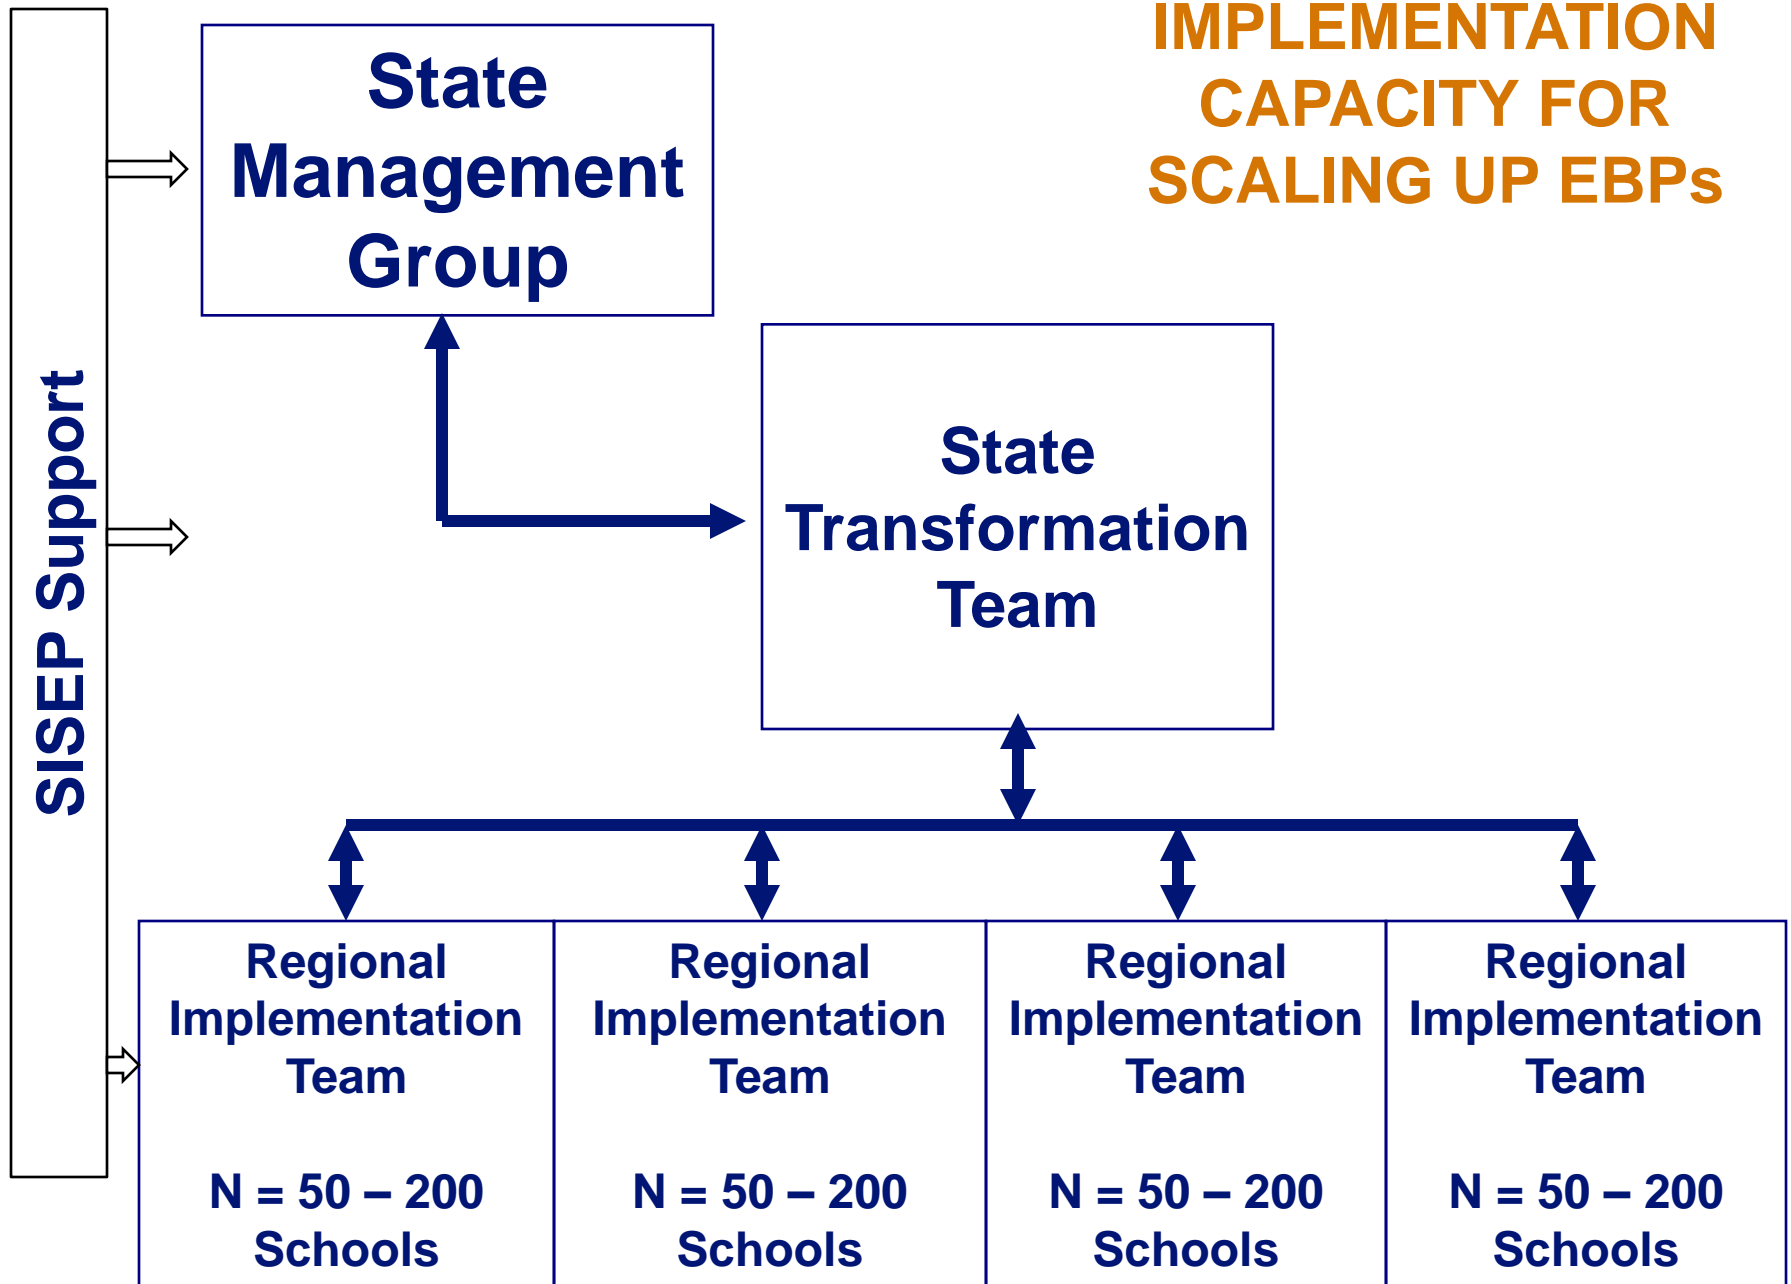 IMPLEMENTATION
CAPACITY FOR
SCALING UP EBPs
State
Management
Group
SISEP Support
State
Transformation
Team
Regional
Implementation
Team
N = 50 – 200
Schools
Regional
Implementation
Team
N = 50 – 200
Schools
Regional
Implementation
Team
N = 50 – 200
Schools
Regional
Implementation
Team
N = 50 – 200
Schools